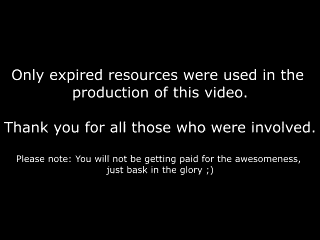 Only expired resources were used in the
production of this video.
Thank you for all those who were involved.
Please note: You will not be getting paid for the awesomeness,
just bask in the glory ;)